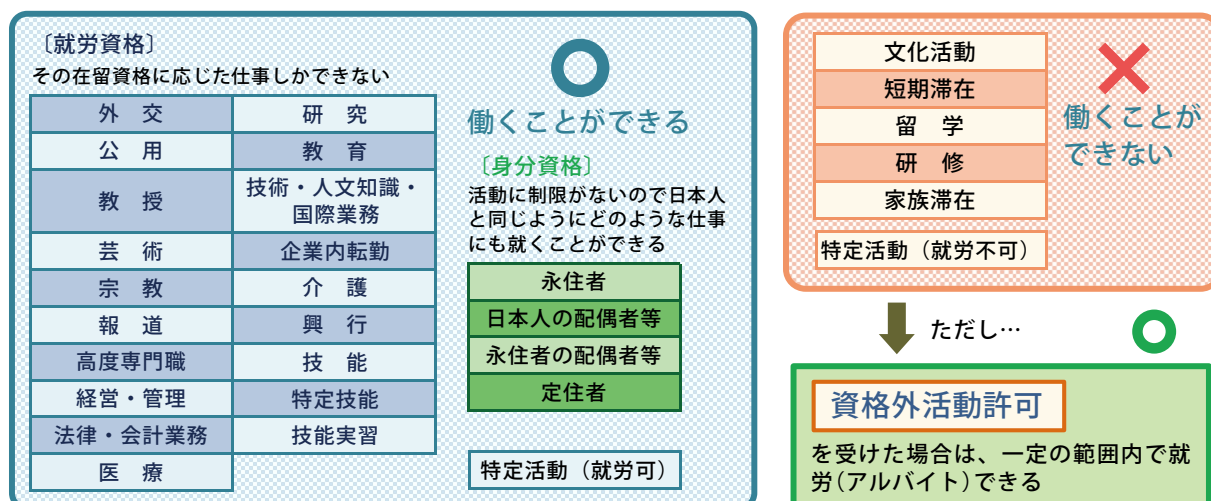 〔就労資格〕
その在留資格に応じた仕事しかできない
外 交
研 究
公 用
教 育
教 授
技術・人文知識・
国際業務
芸 術
企業内転勤
宗 教
介 護
報 道
興 行
高度専門職
技 能
経営・管理
特定技能
法律・会計業務
技能実習
医 療
働くことができる
〔身分資格〕
活動に制限がないので日本人
と同じようにどのような仕事
にも就くことができる
永住者
日本人の配偶者等
永住者の配偶者等
定住者
特定活動（就労可）
文化活動
短期滞在
留 学
研 修
家族滞在
特定活動（就労不可）
働くことが
できない
ただし…
資格外活動許可
を受けた場合は、一定の範囲内で就
労(アルバイト)できる